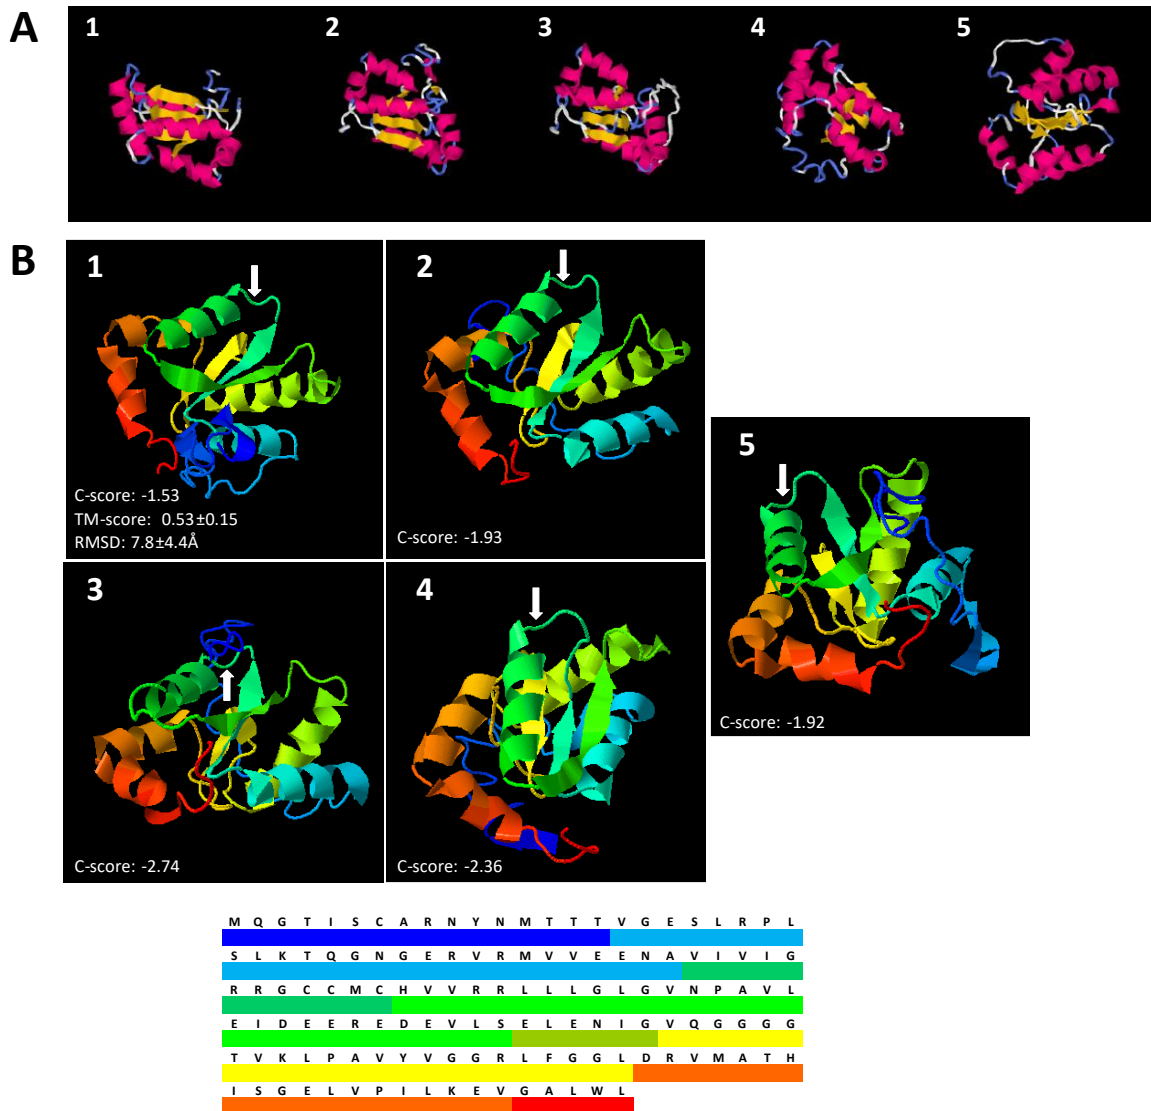 A
1 2 3 4 5
B
1
C-score: -1.53
TM-score: 0.53±0.15
RMSD: 7.8±4.4Å
2
C-score: -1.93
3
C-score: -2.74
4
C-score: -2.36
5
C-score: -1.92
M Q G T I S C A R N Y N M T T T V G E S L R P L
S L K T Q G N G E R V R M V V E E N A V I V I G
R R G C C M C H V V R R L L L G L G V N P A V L
E I D E E R E D E V L S E L E N I G V Q G G G G
T V K L P A V Y V G G R L F G G L D R V M A T H
I S G E L V P I L K E V G A L W L